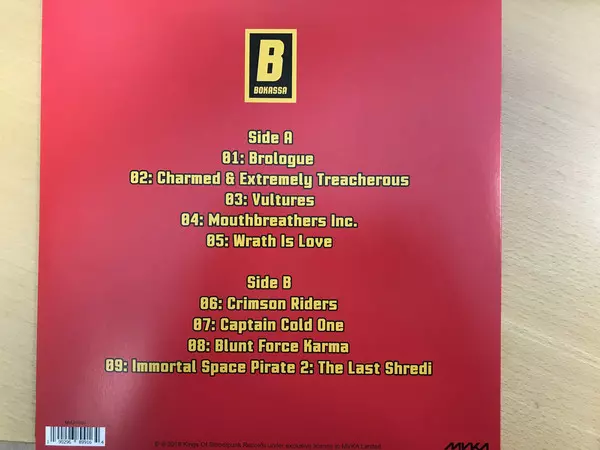 B
BOKASSA
Side A
01: Brologue
02: Charmed & Extremely Treacherous
03: Vultures
04: Mouthbreathers Inc.
05: Wrath Is Love
Side B
06: Crimson Riders
07: Captain Cold One
08: Blunt Force Karma
09: Immortal Space Pirate 2: The Last Shredi
MVKA